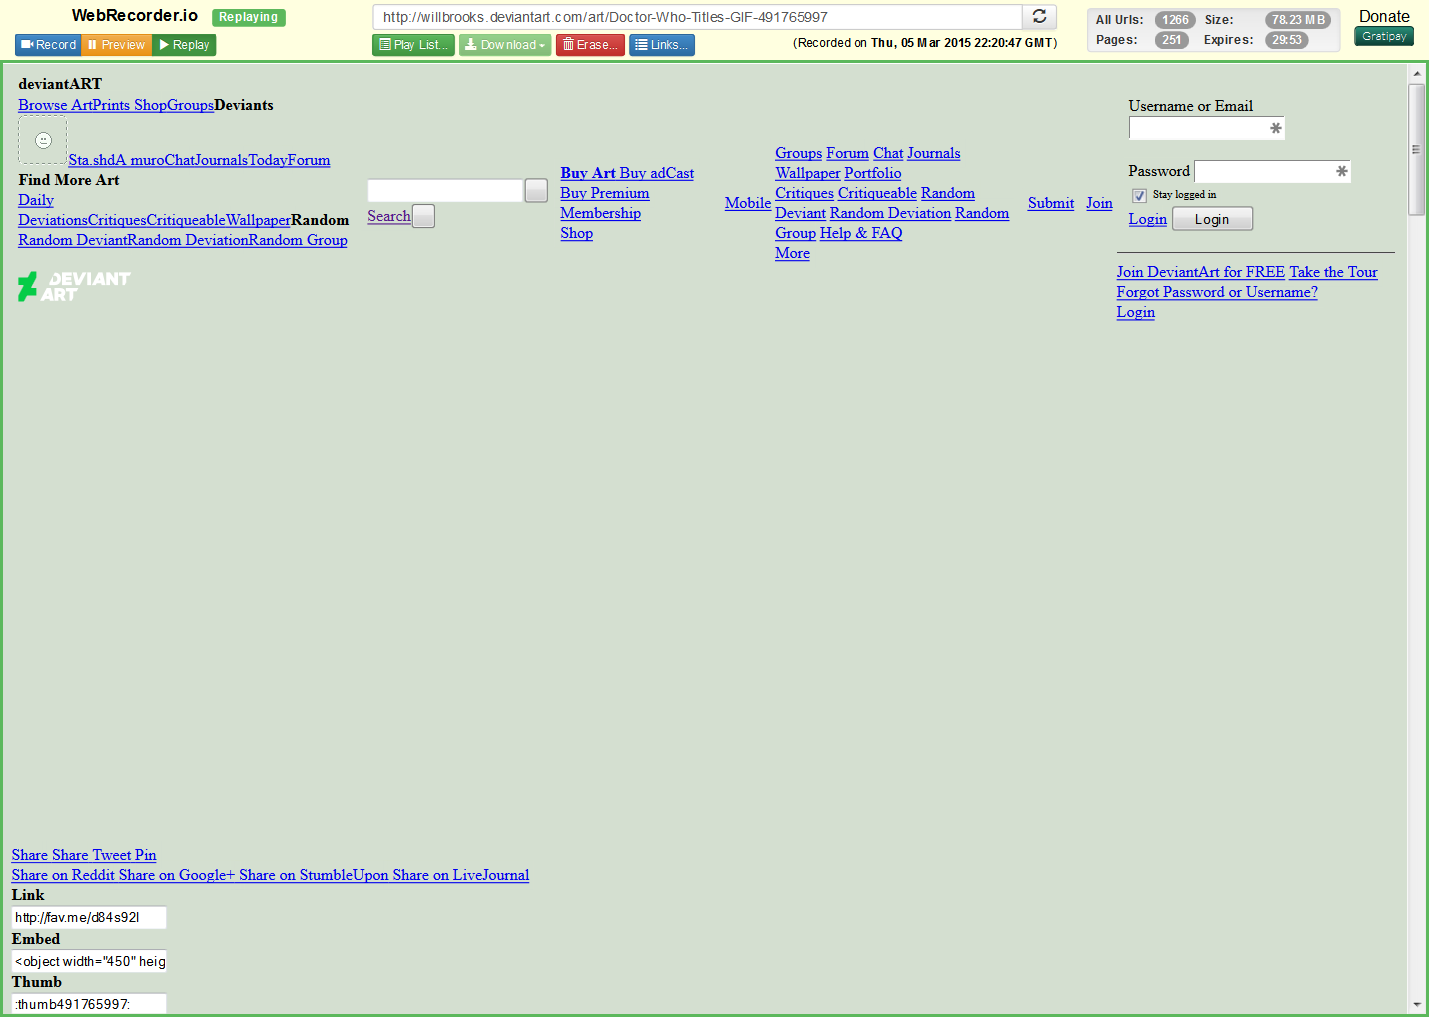 WebRecorder.io Replaying
http://willbrooks.deviantart.com/art/Doctor-Who-Titles-GIF-491765997
All Urls: 1266 Size: 78.23 MB
Pages: 251 Expires: 29:53
Donate
Gratipay
Record Preview Replay
Play List... Download Erase... Links...
(Recorded on Thu, 05 Mar 2015 22:20:47 GMT)
deviantART
Browse ArtPrints ShopGroupsDeviants
Sta.shdA muroChatJournalsTodayForum
Find More Art
Daily
DeviationsCritiquesCritiqueableWallpaperRandom
Random DeviantRandom DeviationRandom Group
Search
Buy Art Buy adCast
Buy Premium
Membership
Shop
Mobile
Groups Forum Chat Journals
Wallpaper Portfolio
Critiques Critiqueable Random
Deviant Random Deviation Random
Group Help & FAQ
More
Submit
Join
Username or Email
Password
Stay logged in
Login Login
Join DeviantArt for FREE Take the Tour
Forgot Password or Username?
Login
DEVIANT
ART
Share Share Tweet Pin
Share on Reddit Share on Google+ Share on StumbleUpon Share on LiveJournal
Link
http://fav.me/d84s92l
Embed
<object width="450" heig
Thumb
:thumb491765997: